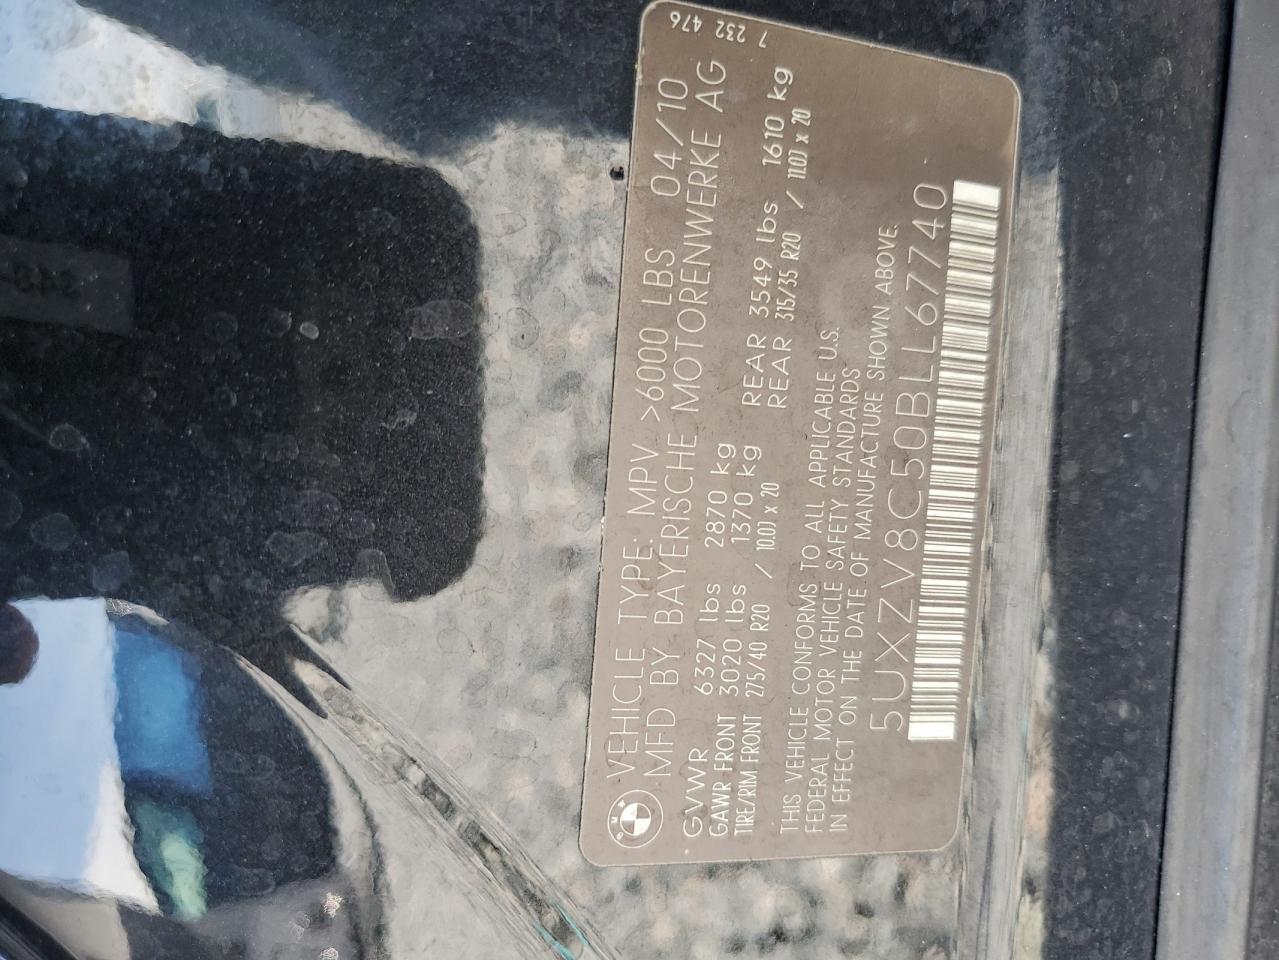 7 232 476
VEHICLE TYPE: MPV >6000 LBS 04/10
MFD BY BAYERISCHE MOTORENWERKE AG
GVWR 6327 lbs 2870 kg
GAWR FRONT 3020 lbs 1370 kg REAR 3549 lbs 1610 kg
TIRE/RIM FRONT 275/40 R20 / 10.0J x 20 REAR 315/35 R20 / 11.0J x 20
THIS VEHICLE CONFORMS TO ALL APPLICABLE U.S.
FEDERAL MOTOR VEHICLE SAFETY STANDARDS
IN EFFECT ON THE DATE OF MANUFACTURE SHOWN ABOVE.
5UXZV8C50BLL67740